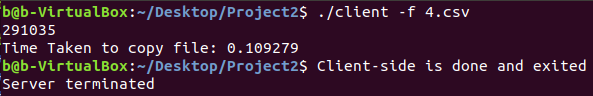 b@b-VirtualBox:~/Desktop/Project2$ ./client -f 4.csv
291035
Time Taken to copy file: 0.109279
b@b-VirtualBox:~/Desktop/Project2$ Client-side is done and exited
Server terminated